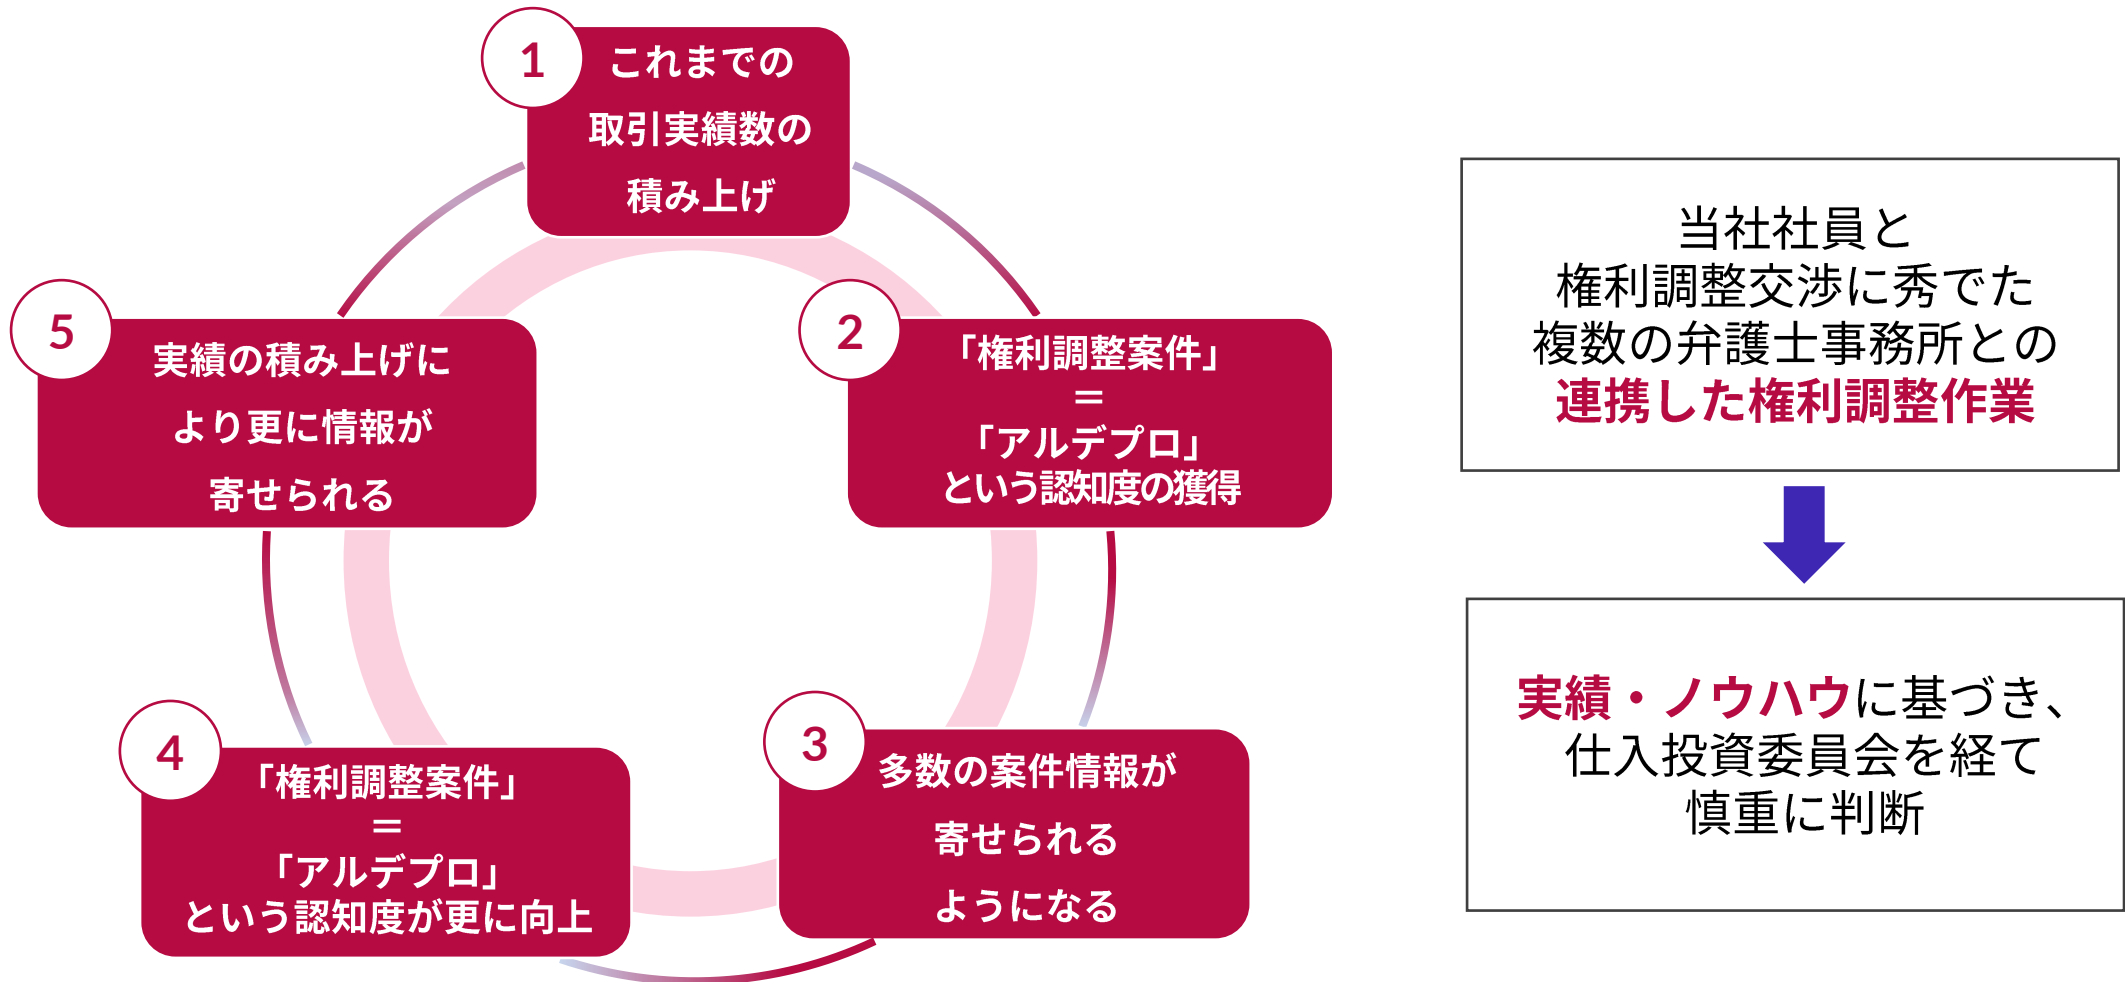 1
これまでの
取引実績数の
積み上げ
2
「権利調整案件」
＝
「アルデプロ」
という認知度の獲得
3
多数の案件情報が
寄せられる
ようになる
4
「権利調整案件」
＝
「アルデプロ」
という認知度が更に向上
5
実績の積み上げに
より更に情報が
寄せられる
当社社員と
権利調整交渉に秀でた
複数の弁護士事務所との
連携した権利調整作業
実績・ノウハウに基づき、
仕入投資委員会を経て
慎重に判断